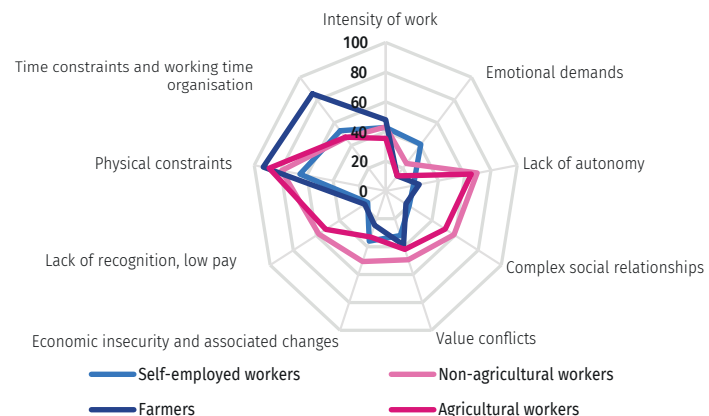 Intensity of work
100
Time constraints and working time
organisation
80
Emotional demands
60
40
Physical constraints
Lack of autonomy
20
0
Lack of recognition, low pay
Complex social relationships
Economic insecurity and associated changes
Value conflicts
Self-employed workers
Non-agricultural workers
Farmers
Agricultural workers